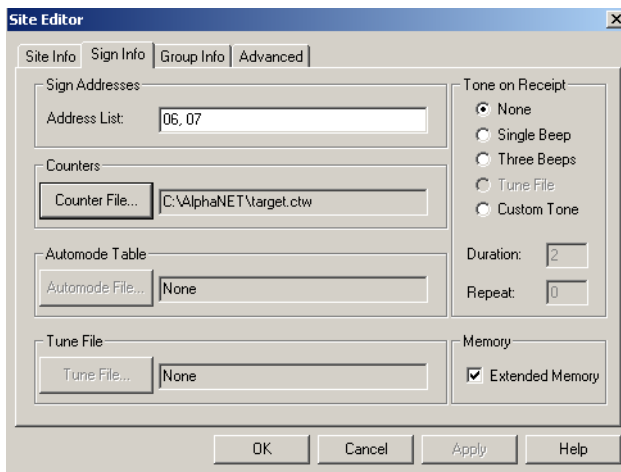 Site Editor
Site Info Sign Info Group Info Advanced
Sign Addresses
Address List: 06, 07
Counters
Counter File... C:\AlphaNET\target.ctw
Automode Table
Automode File... None
Tune File
Tune File... None
Tone on Receipt
None
Single Beep
Three Beeps
Tune File
Custom Tone
Duration: 2
Repeat: 0
Memory
Extended Memory
OK Cancel Apply Help